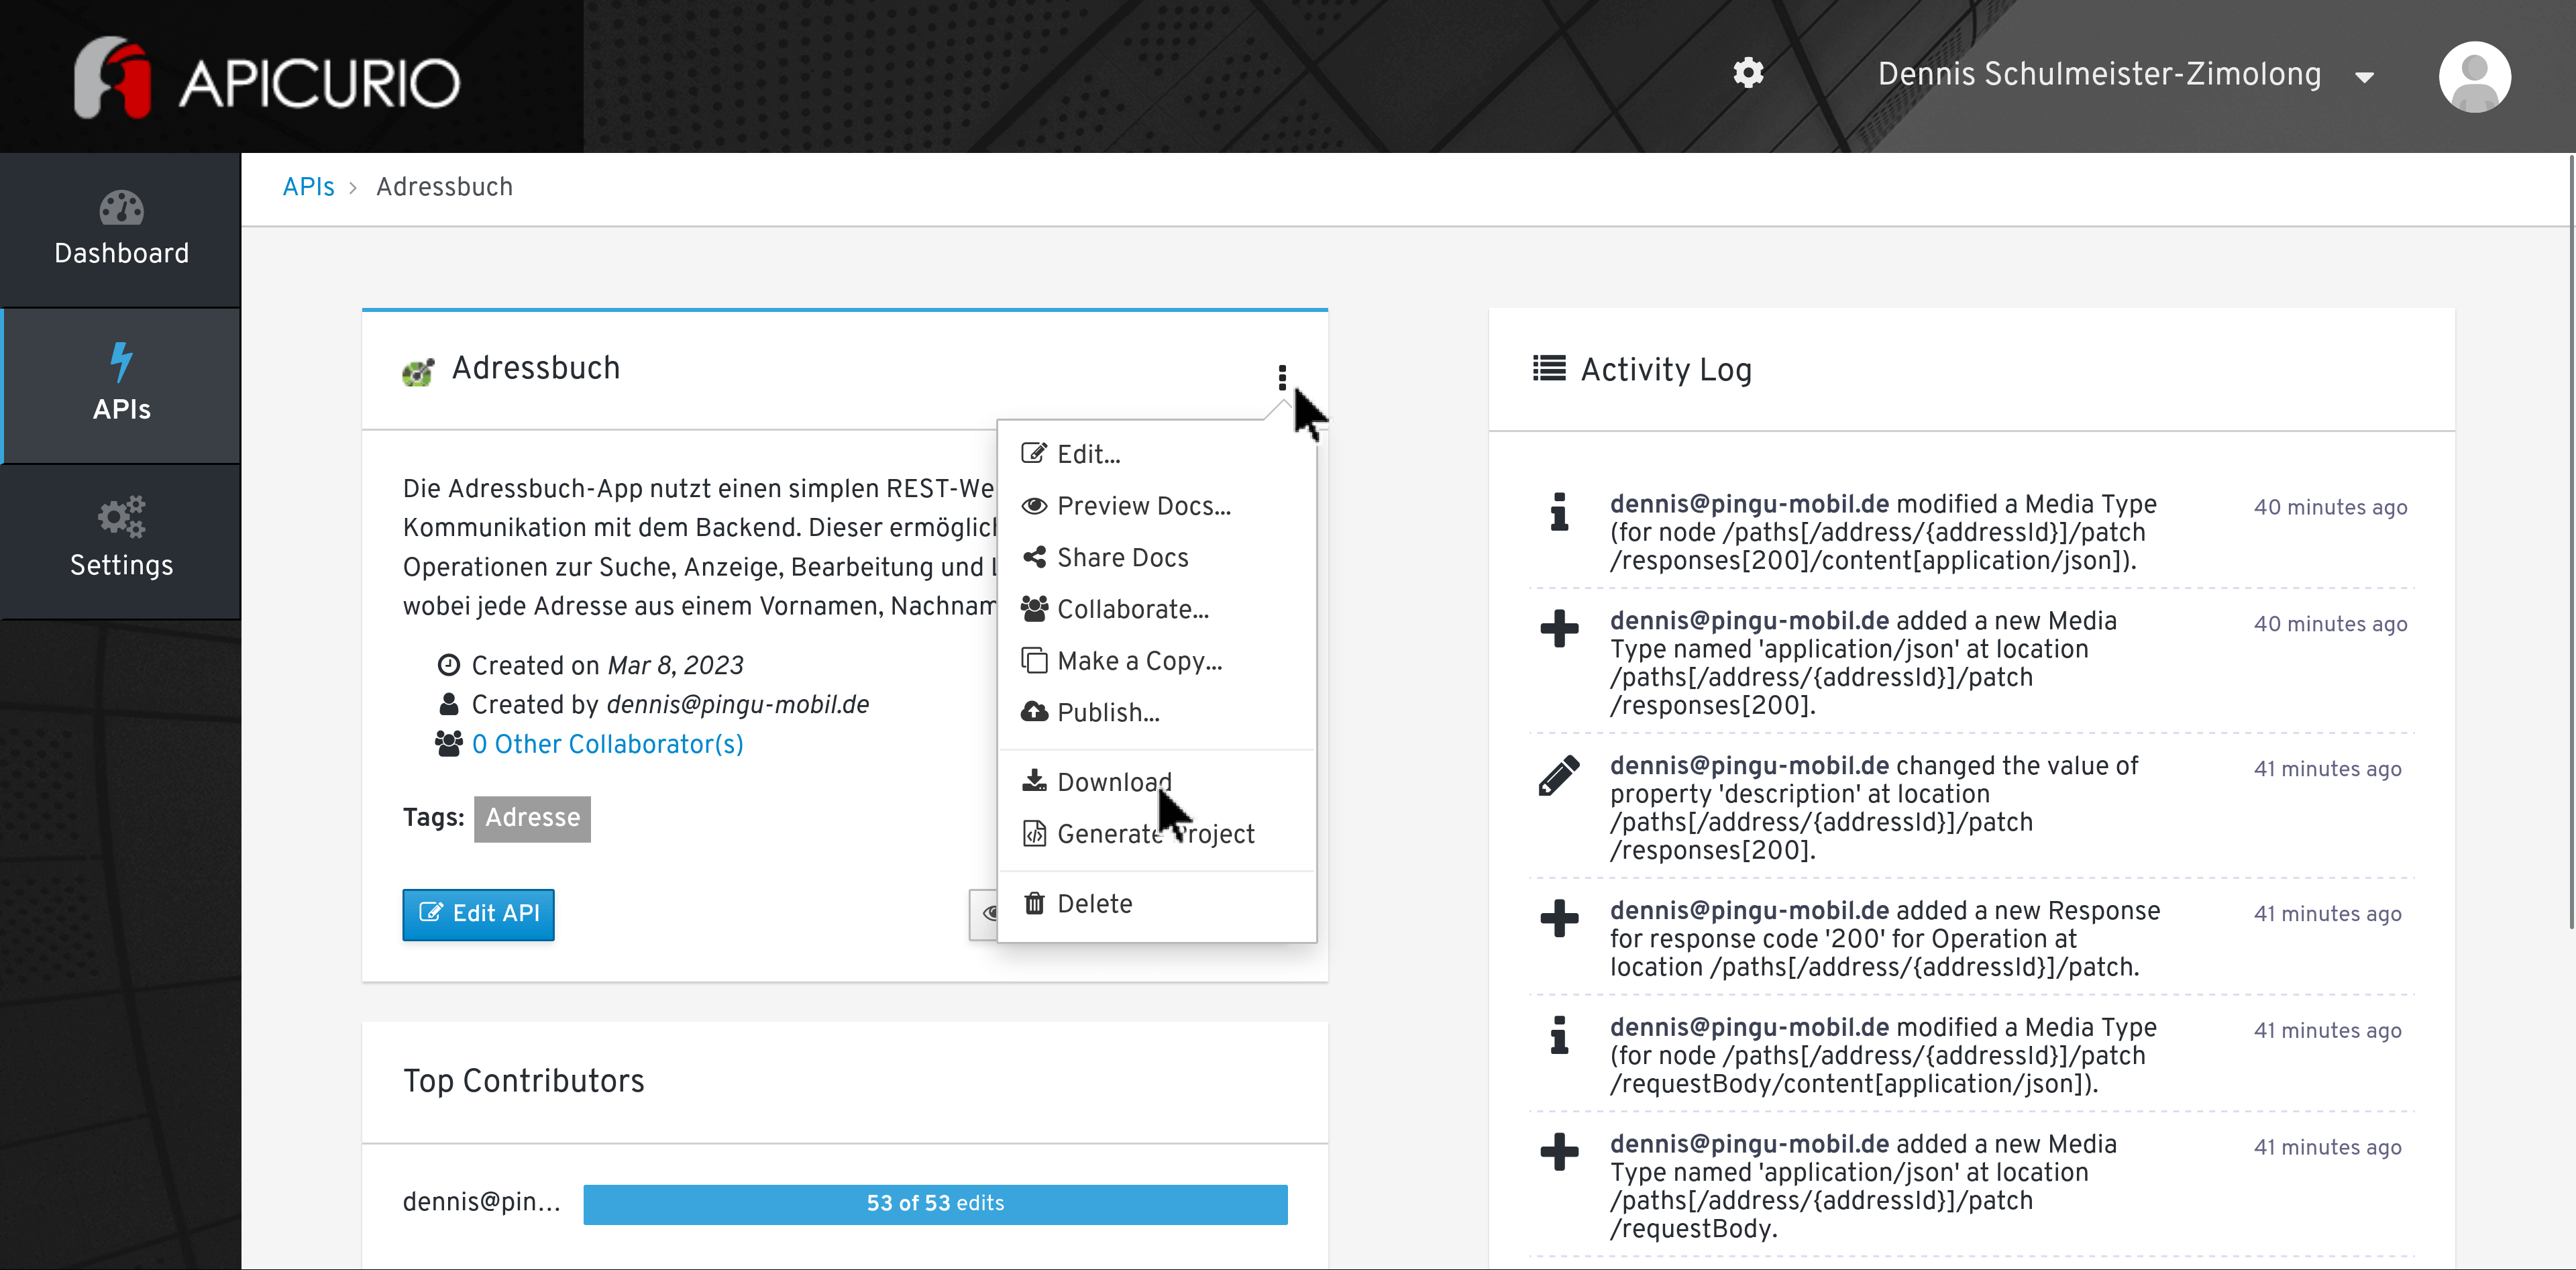 APICURIO
Dennis Schulmeister-Zimolong
Dashboard
APIs
Settings
APIs > Adressbuch
Adressbuch
Die Adressbuch-App nutzt einen simplen REST-We
Kommunikation mit dem Backend. Dieser ermöglich
Operationen zur Suche, Anzeige, Bearbeitung und L
wobei jede Adresse aus einem Vornamen, Nachnam
Created on Mar 8, 2023
Created by dennis@pingu-mobil.de
0 Other Collaborator(s)
Tags: Adresse
Edit API
Edit...
Preview Docs...
Share Docs
Collaborate...
Make a Copy...
Publish...
Download
Generate Project
Delete
Top Contributors
dennis@pin...
53 of 53 edits
Activity Log
dennis@pingu-mobil.de modified a Media Type
(for node /paths[/address/{addressId}]/patch
/responses[200]/content[application/json]).
40 minutes ago
dennis@pingu-mobil.de added a new Media
Type named 'application/json' at location
/paths[/address/{addressId}]/patch
/responses[200].
40 minutes ago
dennis@pingu-mobil.de changed the value of
property 'description' at location
/paths[/address/{addressId}]/patch
/responses[200].
41 minutes ago
dennis@pingu-mobil.de added a new Response
for response code '200' for Operation at
location /paths[/address/{addressId}]/patch.
41 minutes ago
dennis@pingu-mobil.de modified a Media Type
(for node /paths[/address/{addressId}]/patch
/requestBody/content[application/json]).
41 minutes ago
dennis@pingu-mobil.de added a new Media
Type named 'application/json' at location
/paths[/address/{addressId}]/patch
/requestBody.
41 minutes ago